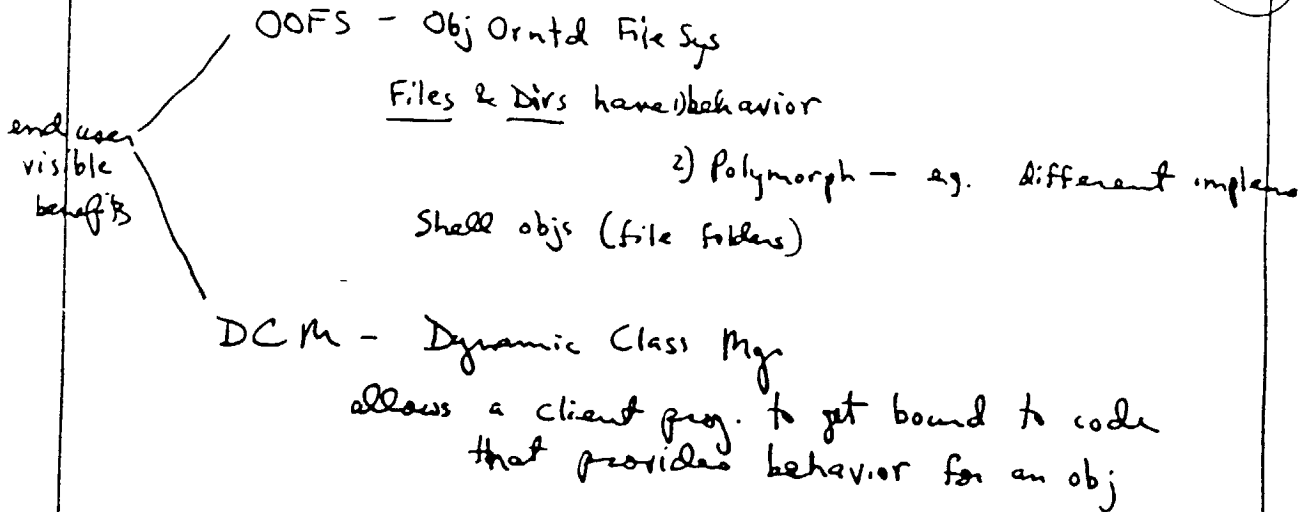 OOFS - Obj Orntd File Sys
Files & Dirs have 1) behavior
end user
visible
benefits
2) Polymorph - eg. different implems
Shell objs (file folders)
DCM - Dynamic Class Mgr
allows a client prog. to get bound to code
that provides behavior for an obj